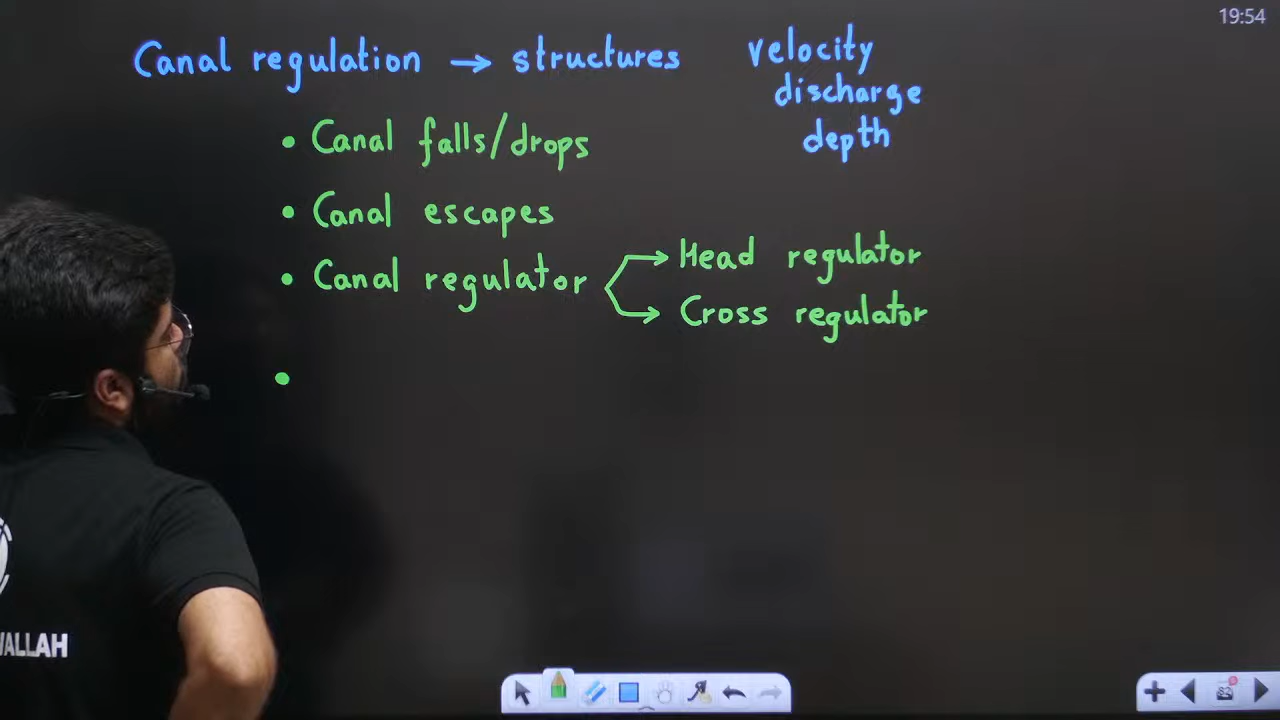 19:54
Canal regulation → structures velocity
discharge
depth
• Canal falls/drops
• Canal escapes
• Canal regulator → Head regulator
→ Cross regulator
•
WALLAH